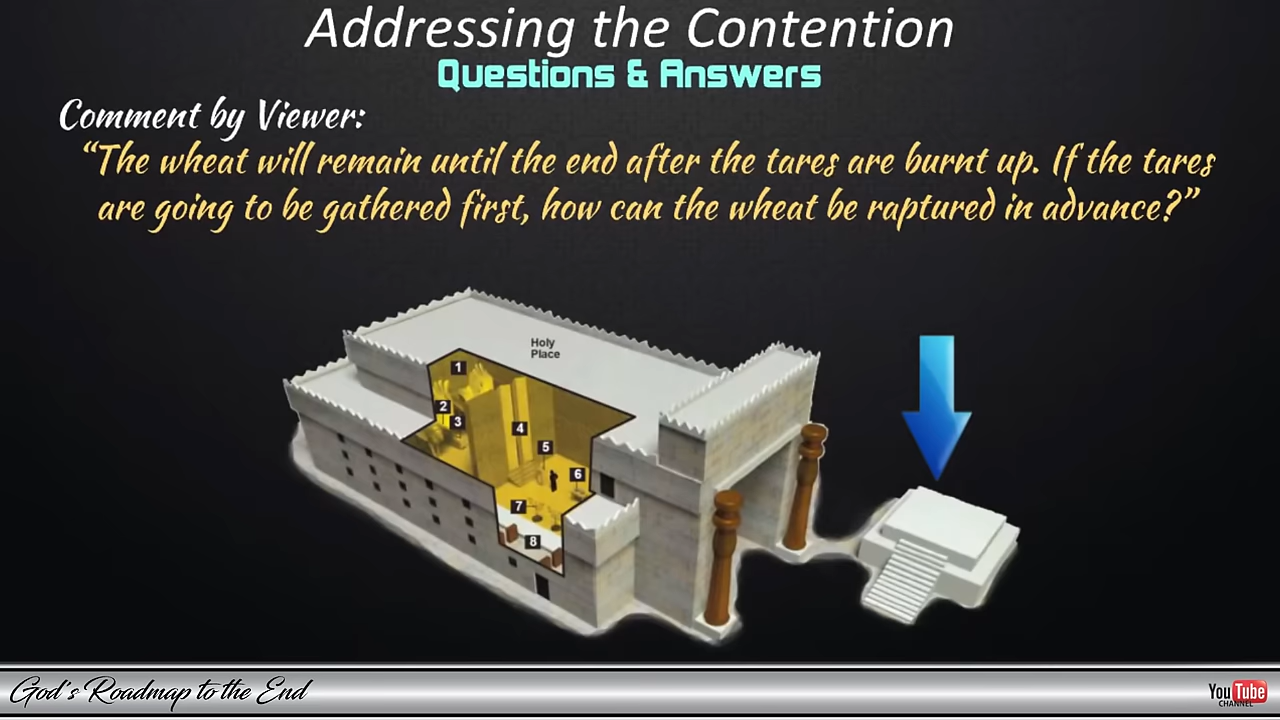 Addressing the Contention
Questions & Answers
Comment by Viewer:
“The wheat will remain until the end after the tares are burnt up. If the tares
are going to be gathered first, how can the wheat be raptured in advance?”
Holy
Place
1
2
3
4
5
6
7
8
God's Roadmap to the End
YouTube
CHANNEL